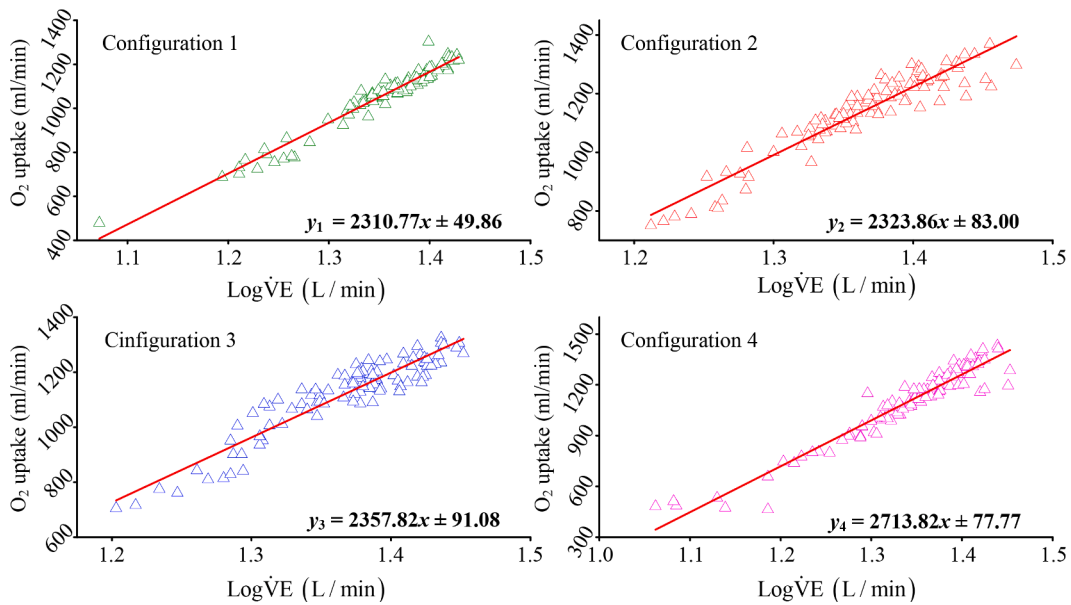 Configuration 1
O₂ uptake (ml/min)
1400
1200
1000
800
600
400
y₁ = 2310.77x ± 49.86
1.1 1.2 1.3 1.4 1.5
LogV̇E (L / min)
Configuration 2
O₂ uptake (ml/min)
1400
1200
1000
800
y₂ = 2323.86x ± 83.00
1.2 1.3 1.4 1.5
LogV̇E (L / min)
Cinfiguration 3
O₂ uptake (ml/min)
1400
1200
1000
800
600
y₃ = 2357.82x ± 91.08
1.2 1.3 1.4 1.5
LogV̇E (L / min)
Configuration 4
O₂ uptake (ml/min)
1500
1200
900
600
300
y₄ = 2713.82x ± 77.77
1.0 1.1 1.2 1.3 1.4 1.5
LogV̇E (L / min)